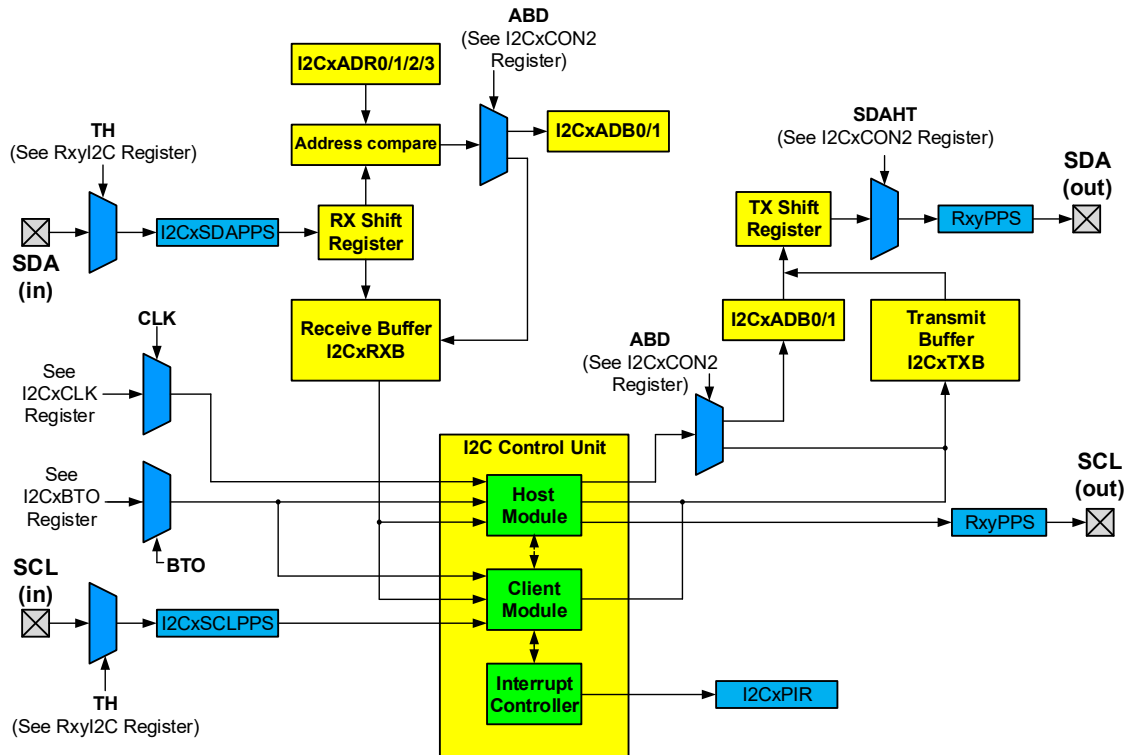 ABD
(See I2CxCON2
Register)
I2CxADR0/1/2/3
TH
(See RxyI2C Register)
Address compare
I2CxADB0/1
SDAHT
(See I2CxCON2 Register)
SDA
(out)
I2CxSDAPPS
RX Shift
Register
TX Shift
Register
RxyPPS
SDA
(in)
CLK
Receive Buffer
I2CxRXB
I2CxADB0/1
Transmit
Buffer
I2CxTXB
ABD
(See I2CxCON2
Register)
See
I2CxCLK
Register
I2C Control Unit
See
I2CxBTO
Register
Host
Module
SCL
(out)
RxyPPS
BTO
SCL
(in)
Client
Module
I2CxSCLPPS
TH
(See RxyI2C Register)
Interrupt
Controller
I2CxPIR